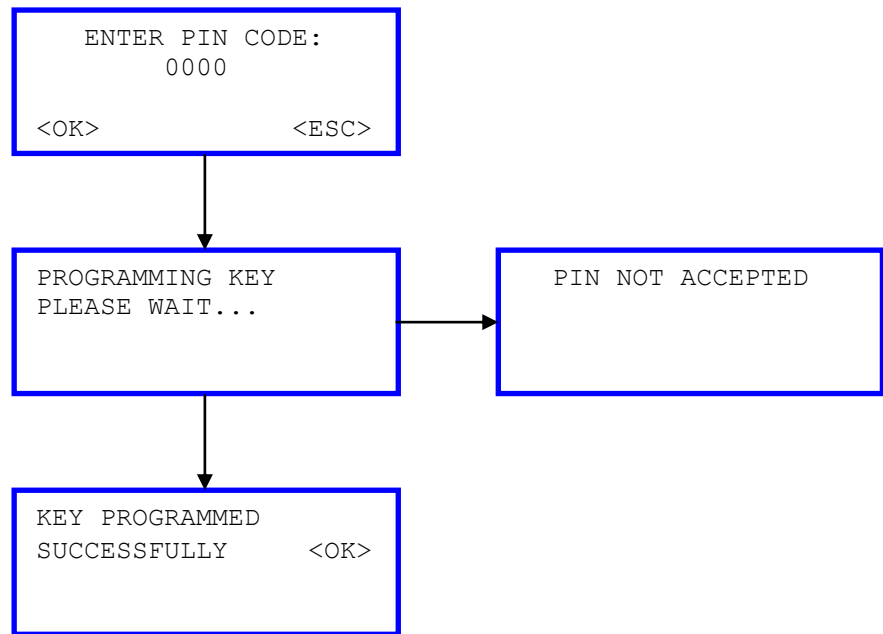 ENTER PIN CODE:
0000
<OK> <ESC>
PROGRAMMING KEY
PLEASE WAIT...
PIN NOT ACCEPTED
KEY PROGRAMMED
SUCCESSFULLY <OK>